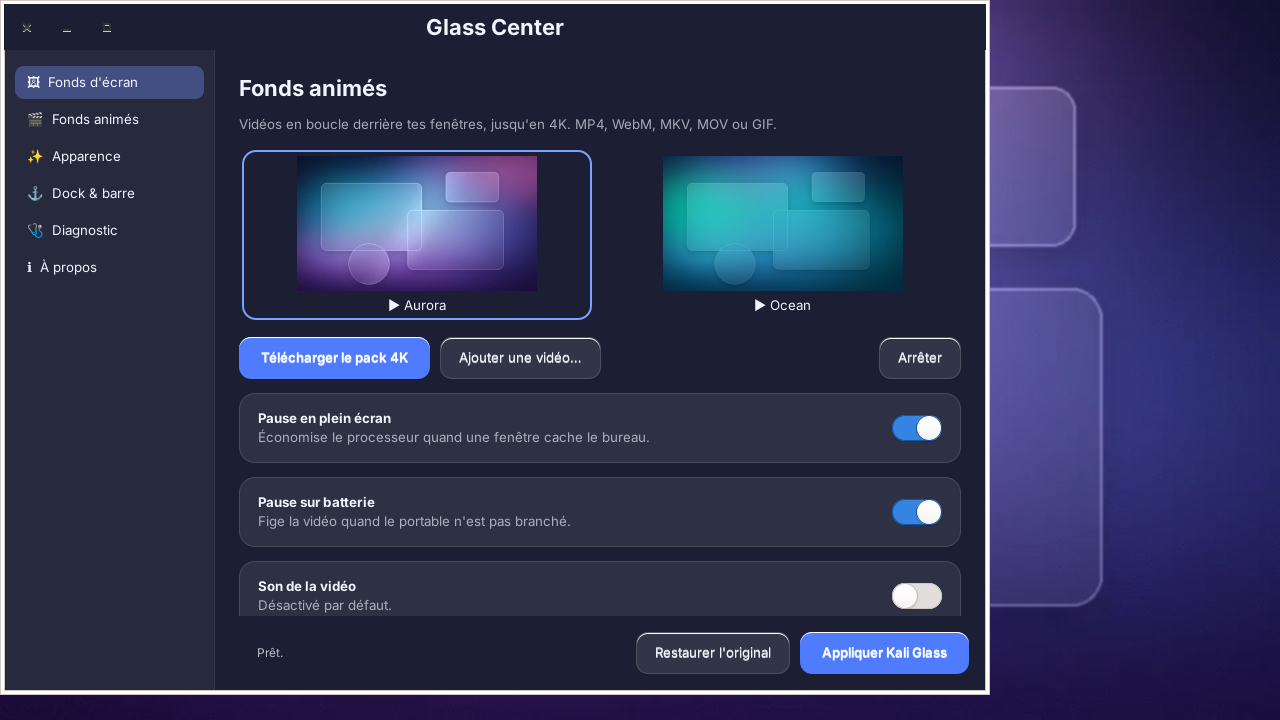 Glass Center
Fonds d'écran
Fonds animés
Apparence
Dock & barre
Diagnostic
À propos
Fonds animés
Vidéos en boucle derrière tes fenêtres, jusqu'en 4K. MP4, WebM, MKV, MOV ou GIF.
Aurora
Ocean
Télécharger le pack 4K
Ajouter une vidéo...
Arrêter
Pause en plein écran
Économise le processeur quand une fenêtre cache le bureau.
Pause sur batterie
Fige la vidéo quand le portable n'est pas branché.
Son de la vidéo
Désactivé par défaut.
Prêt.
Restaurer l'original
Appliquer Kali Glass